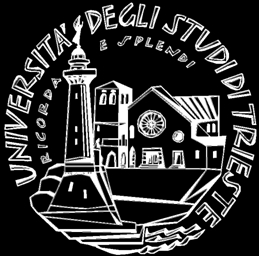 UNIVERSITA' DEGLI STUDI DI TRIESTE
RICORDA E SPLENDI